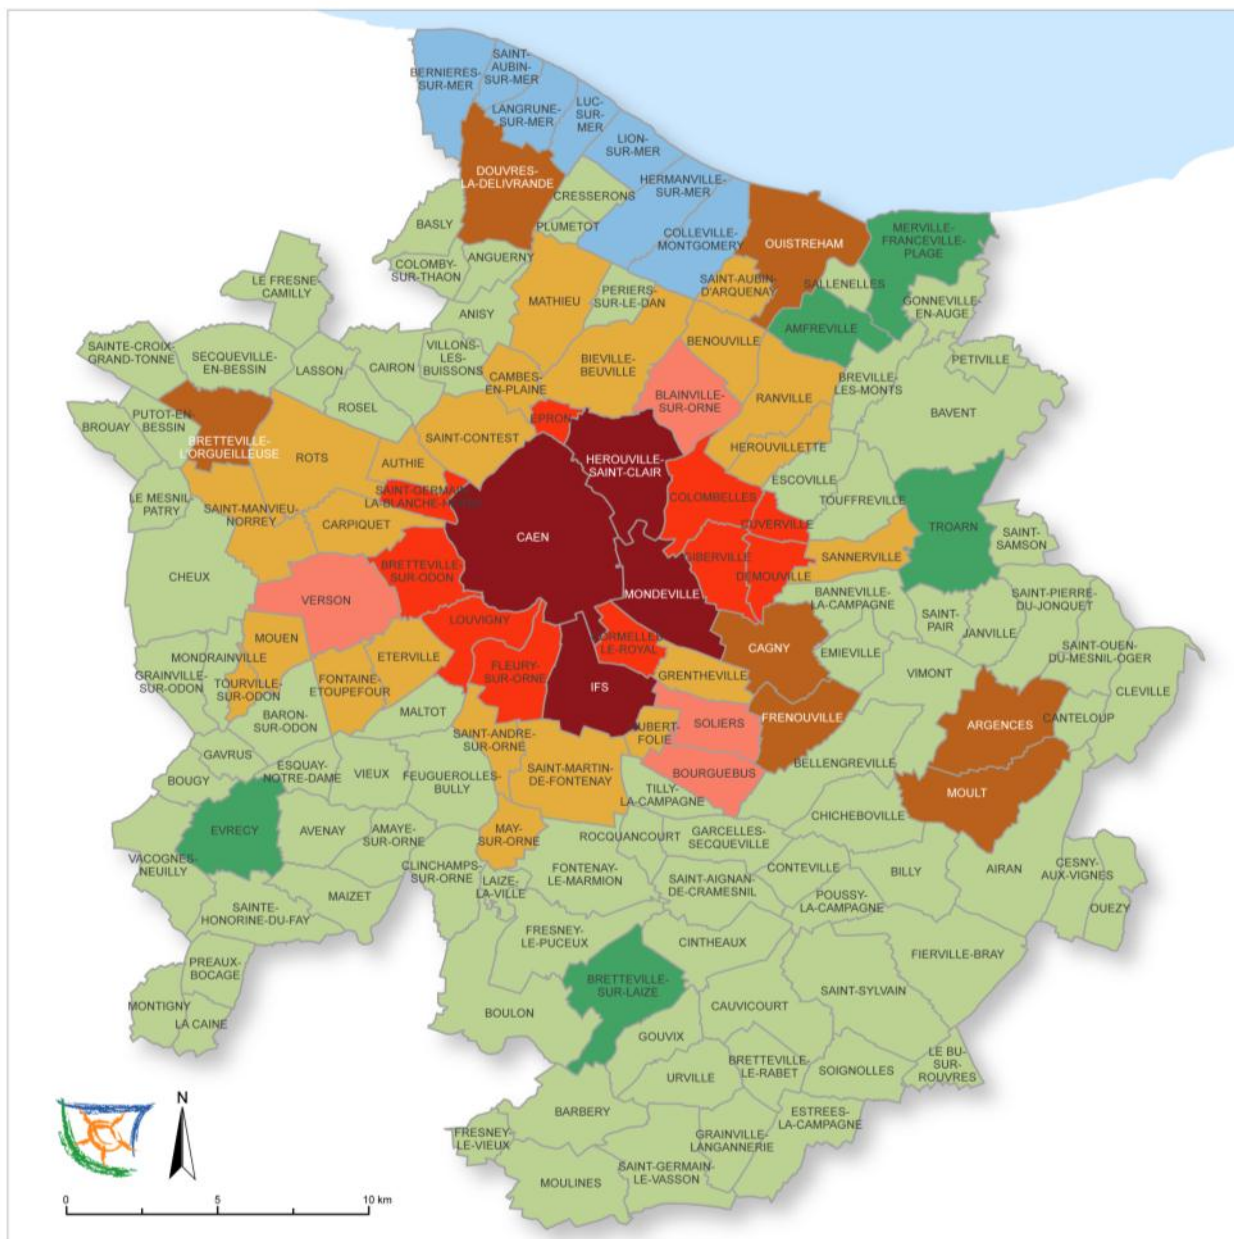 BERNIERES-
SUR-MER
SAINT-
AUBIN-
SUR-MER
LANGRUNE-
SUR-MER
LUC-
SUR-
MER
LION-
SUR-MER
HERMANVILLE-
SUR-MER
COLLEVILLE-
MONTGOMERY
DOUVRES-
LA-DELIVRANDE
CRESSERONS
PLUMETOT
BASLY
ANGUERNY
COLOMBY-
SUR-THAON
OUISTREHAM
MERVILLE-
FRANCEVILLE-
PLAGE
SALLENELLES
GONNEVILLE-
EN-AUGE
SAINT-AUBIN-
D'ARQUENAY
LE FRESNE-
CAMILLY
MATHIEU
PERIERS-
SUR-LE-DAN
ANISY
AMFREVILLE
BENOUVILLE
SAINTE-CROIX-
GRAND-TONNE
SECQUEVILLE-
EN-BESSIN
LASSON
CAIRON
VILLONS-
LES-
BUISSONS
CAMBES-
EN-PLAINE
BIEVILLE-
BEUVILLE
BLAINVILLE-
SUR-ORNE
RANVILLE
BREVILLE-
LES-MONTS
PETIVILLE
BAVENT
ROSEL
BROUAY
PUTOT-EN-
BESSIN
BRETTEVILLE-
L'ORGUEILLEUSE
ROTS
AUTHIE
SAINT-CONTEST
EPRON
HEROUVILLE-
SAINT-CLAIR
HEROUVILLETTE
ESCOVILLE
TOUFFREVILLE
LE MESNIL-
PATRY
SAINT-MANVIEU-
NORREY
SAINT-GERMAIN-
LA-BLANCHE-HERBE
CARPIQUET
CAEN
COLOMBELLES
CUVERVILLE
TROARN
SAINT-
SAMSON
CHEUX
VERSON
BRETTEVILLE-
SUR-ODON
GIBERVILLE
DEMOUVILLE
SANNERVILLE
MONDEVILLE
BANNEVILLE-
LA-CAMPAGNE
SAINT-
PAIR
JANVILLE
SAINT-PIERRE-
DU-JONQUET
SAINT-OUEN-
DU-MESNIL-OGER
CLEVILLE
MOUEN
MONDRAINVILLE
GRAINVILLE-
SUR-ODON
TOURVILLE-
SUR-ODON
FONTAINE-
ETOUPEFOUR
ETERVILLE
LOUVIGNY
FLEURY-
SUR-ORNE
IFS
CORMELLES-
LE-ROYAL
GRENTHEVILLE
CAGNY
EMIEVILLE
VIMONT
FRENOUVILLE
ARGENCES
CANTELOUP
BARON-
SUR-ODON
MALTOT
SAINT-ANDRE-
SUR-ORNE
HUBERT-
FOLIE
SOLIERS
BOURGUEBUS
BELLENGREVILLE
MOULT
GAVRUS
BOUGY
ESQUAY-
NOTRE-DAME
VIEUX
FEUGUEROLLES-
BULLY
SAINT-MARTIN-
DE-FONTENAY
TILLY-
LA-CAMPAGNE
CHICHEBOVILLE
EVRECY
AVENAY
AMAYE-
SUR-ORNE
MAY-
SUR-ORNE
ROCQUANCOURT
GARCELLES-
SECQUEVILLE
CONTEVILLE
BILLY
AIRAN
CESNY-
AUX-VIGNES
OUEZY
VACOGNES-
NEUILLY
CLINCHAMPS-
SUR-ORNE
LAIZE-
LA-VILLE
FONTENAY-
LE-MARMION
SAINT-AIGNAN-
DE-CRAMESNIL
POUSSY-
LA-CAMPAGNE
MAIZET
SAINTE-
HONORINE-DU-FAY
FRESNEY-
LE-PUCEUX
CINTHEAUX
FIERVILLE-BRAY
PREAUX-
BOCAGE
BRETTEVILLE-
SUR-LAIZE
SAINT-SYLVAIN
MONTIGNY
LA CAINE
BOULON
CAUVICOURT
GOUVIX
URVILLE
BRETTEVILLE-
LE-RABET
SOIGNOLLES
LE BU-
SUR-
ROUVRES
BARBERY
ESTREES-
LA-CAMPAGNE
FRESNEY-
LE-VIEUX
GRAINVILLE-
LANGANNERIE
MOULINES
SAINT-GERMAIN-
LE-VASSON
N
0 5 10 km